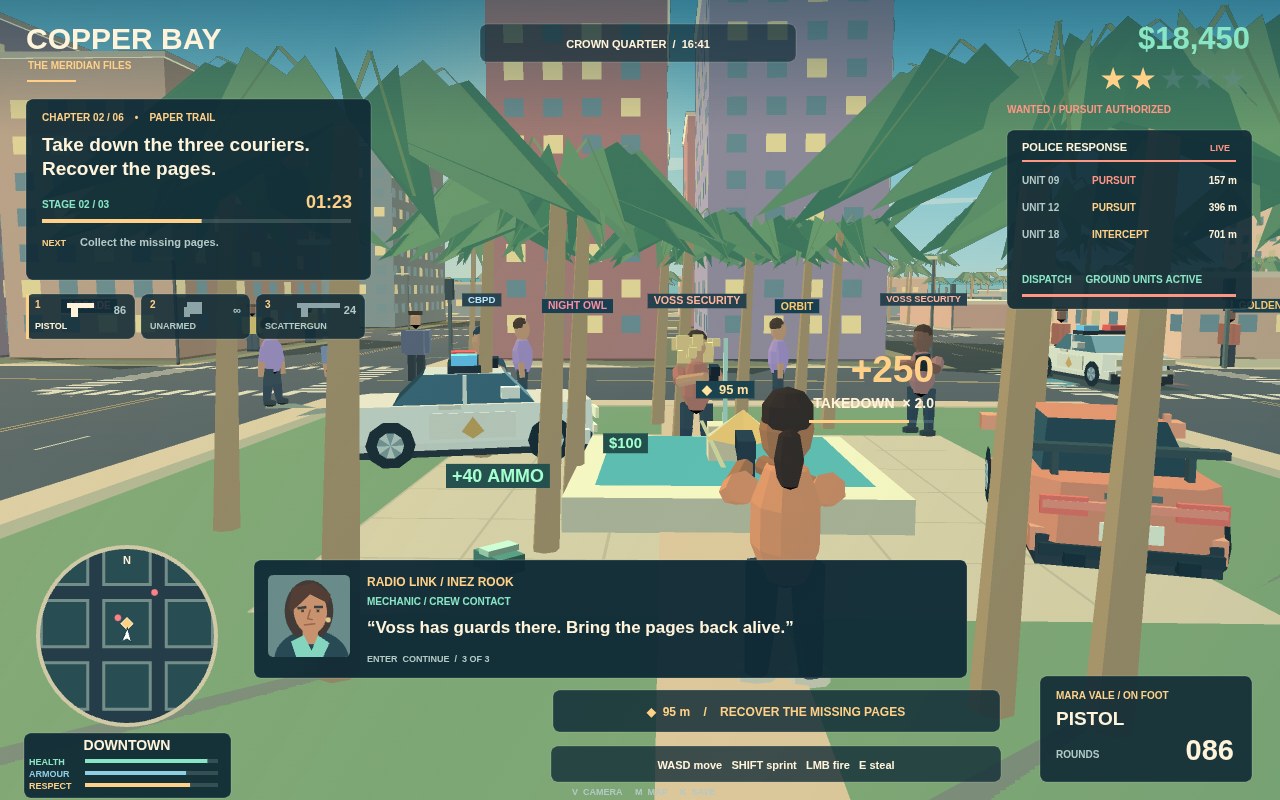 COPPER BAY
THE MERIDIAN FILES
CHAPTER 02 / 06 • PAPER TRAIL
Take down the three couriers.
Recover the pages.
STAGE 02 / 03 01:23
NEXT Collect the missing pages.
1 PISTOL 86
2 UNARMED ∞
3 SCATTERGUN 24
CROWN QUARTER / 16:41
$18,450
WANTED / PURSUIT AUTHORIZED
POLICE RESPONSE LIVE
UNIT 09 PURSUIT 157 m
UNIT 12 PURSUIT 396 m
UNIT 18 INTERCEPT 701 m
DISPATCH GROUND UNITS ACTIVE
CBPD
NIGHT OWL
VOSS SECURITY
ORBIT
VOSS SECURITY
+250
TAKEDOWN × 2.0
◆ 95 m
$100
+40 AMMO
N
RADIO LINK / INEZ ROOK
MECHANIC / CREW CONTACT
“Voss has guards there. Bring the pages back alive.”
ENTER CONTINUE / 3 OF 3
◆ 95 m / RECOVER THE MISSING PAGES
WASD move SHIFT sprint LMB fire E steal
V CAMERA M
DOWNTOWN
HEALTH
ARMOUR
RESPECT
MARA VALE / ON FOOT
PISTOL
ROUNDS 086